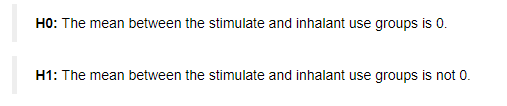 H0: The mean between the stimulate and inhalant use groups is 0.
H1: The mean between the stimulate and inhalant use groups is not 0.